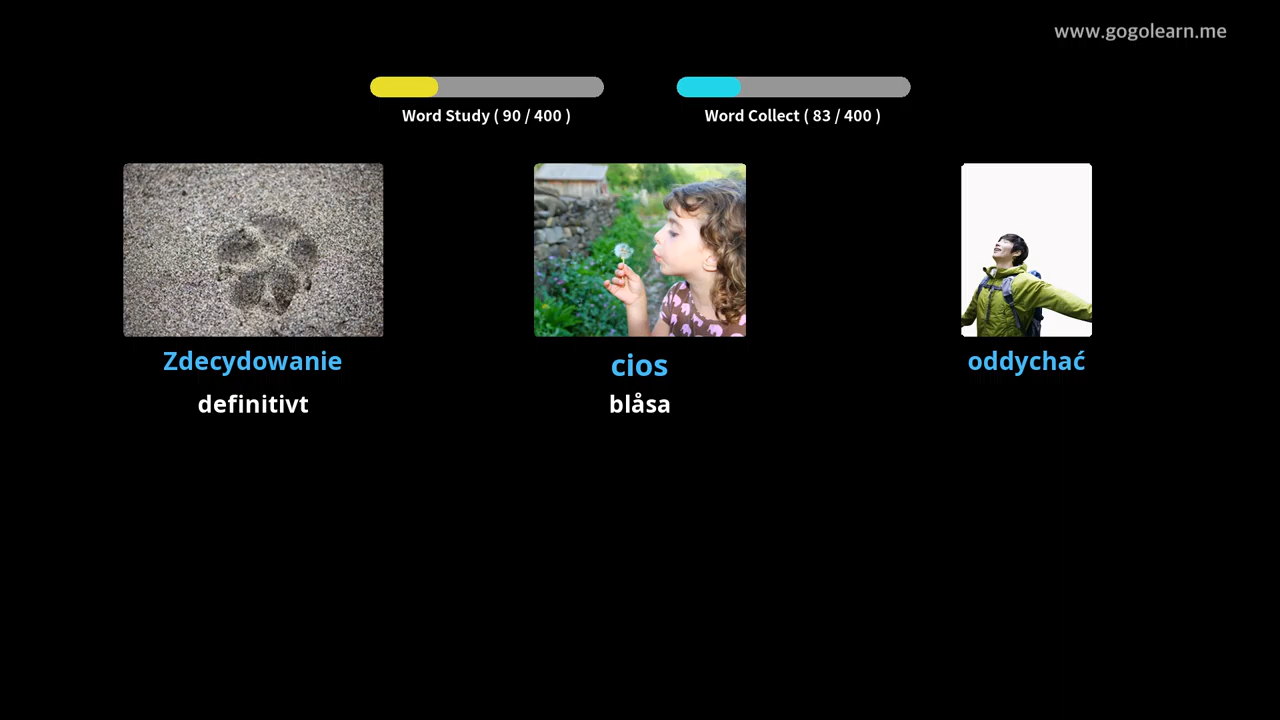 www.gogolearn.me
Word Study ( 90 / 400 )
Word Collect ( 83 / 400 )
Zdecydowanie
definitivt
cios
blåsa
oddychać